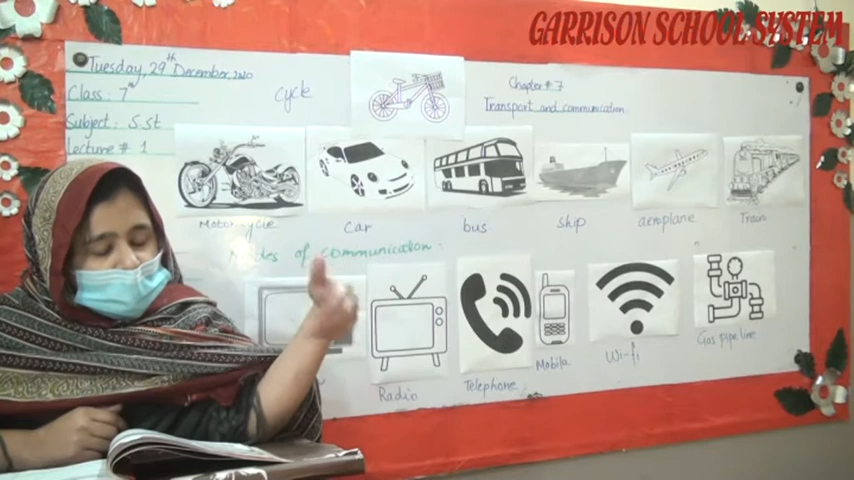 GARRISON SCHOOL SYSTEM
Tuesday, 29th December, 2020
Class: 7th
Subject: S.St
Lecture # 1
Cycle
Chapter # 7
Transport and communication
Motorcycle
Car
bus
ship
aeroplane
Train
of communication:
Radio
Telephone
Mobile
Wi-fi
Gas pipe line